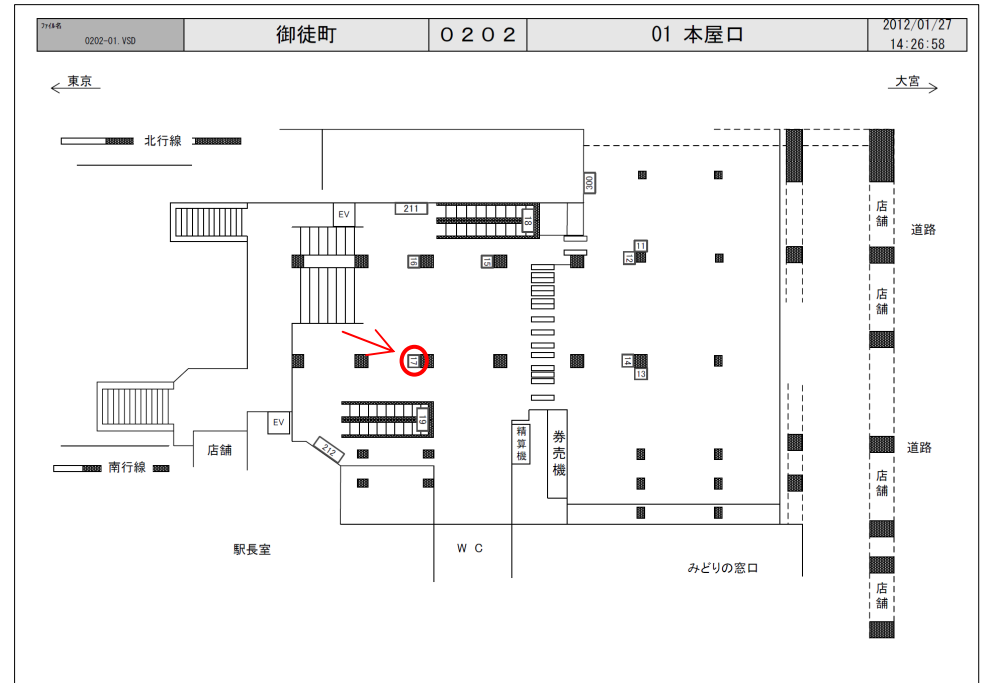 ファイル名
0202-01.VSD
御徒町
0202
01 本屋口
2012/01/27
14:26:58
東京
大宮
北行線
300
店舗
道路
211
EV
18
11
12
16
15
店舗
17
14
13
19
EV
212
店舗
精算機
券売機
道路
南行線
店舗
駅長室
WC
みどりの窓口
店舗